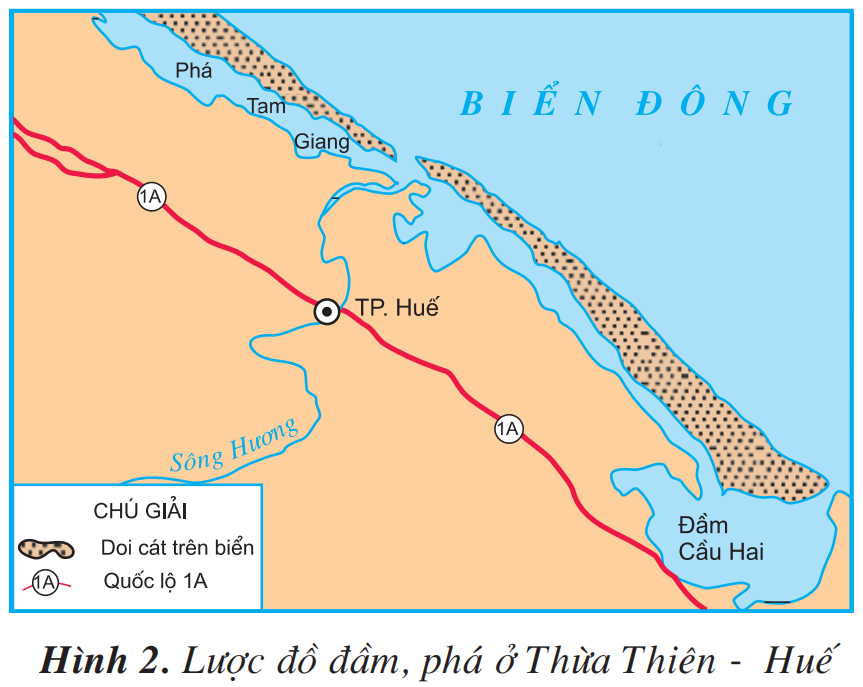 Phá
Tam
Giang
BIỂN ĐÔNG
1A
TP. Huế
1A
Sông Hương
Đầm
Cầu Hai
CHÚ GIẢI
Doi cát trên biển
1A Quốc lộ 1A
Hình 2. Lược đồ đầm, phá ở Thừa Thiên - Huế